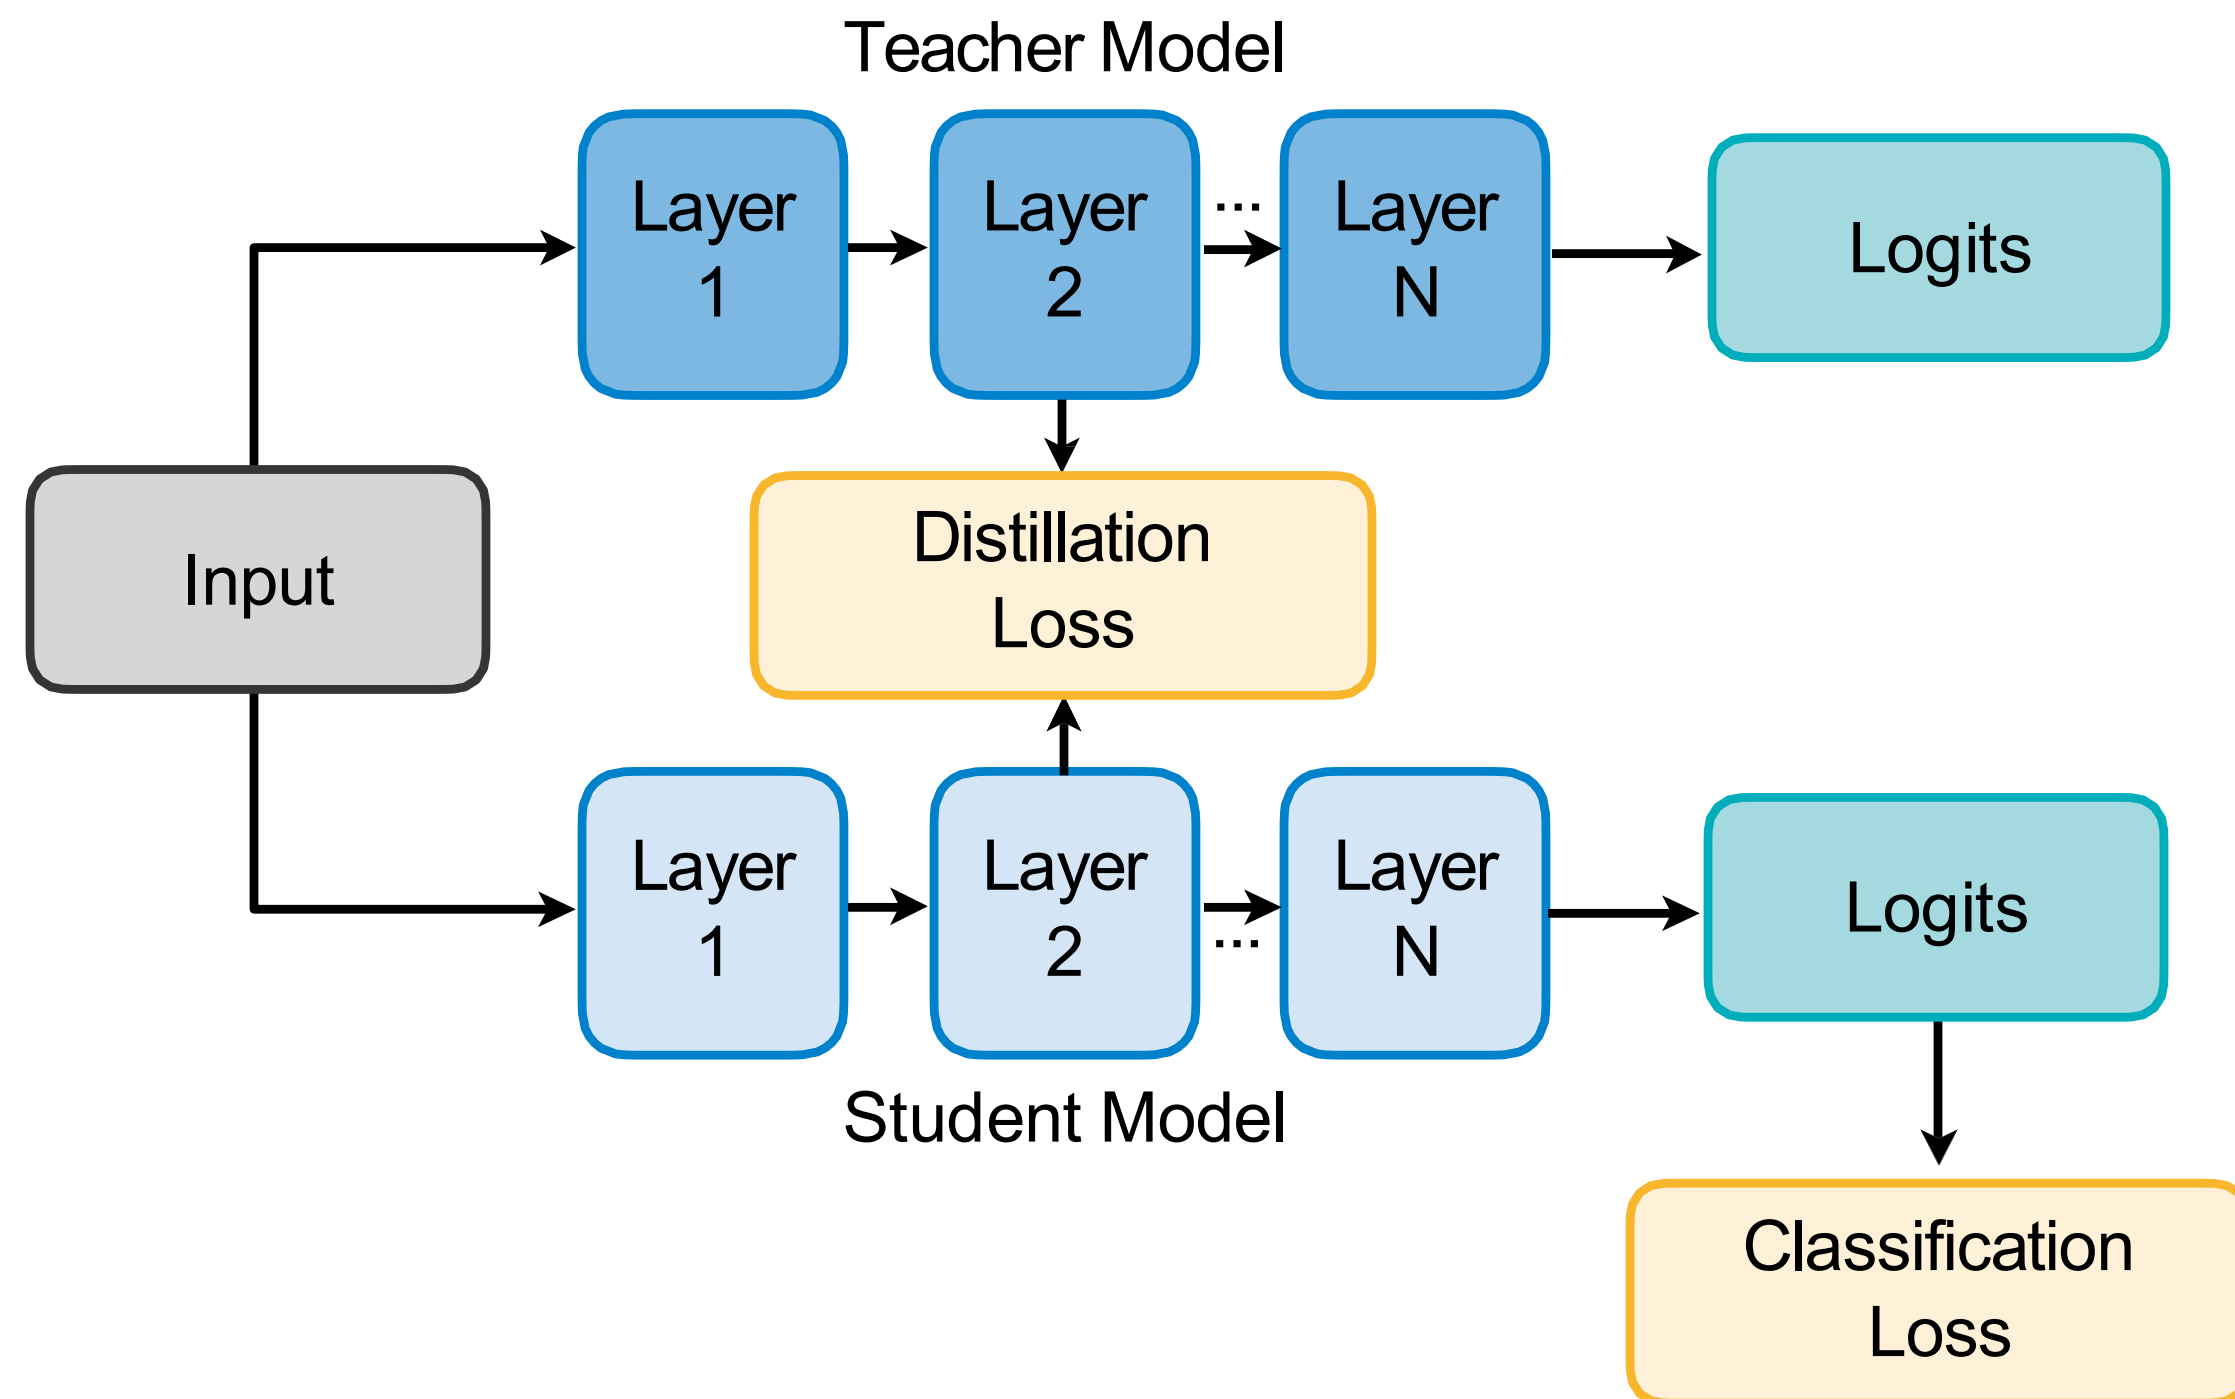 Teacher Model
Layer
1
Layer
2
...
Layer
N
Logits
Input
Distillation
Loss
Layer
1
Layer
2
...
Layer
N
Logits
Student Model
Classification
Loss